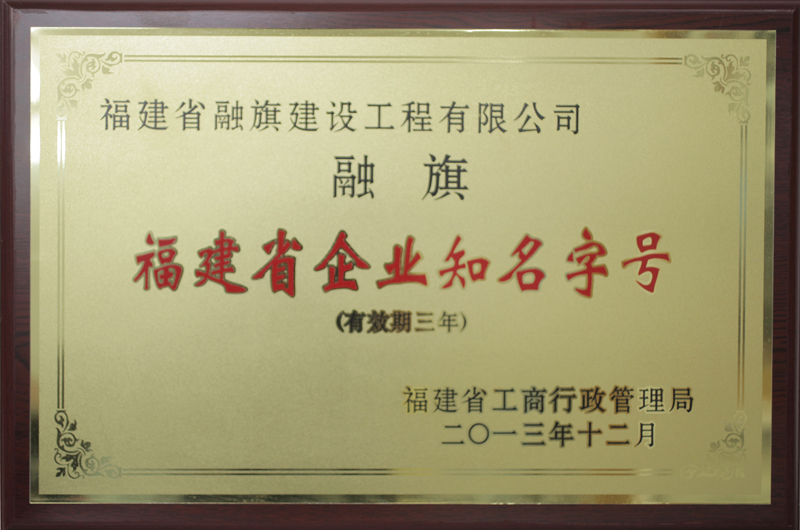 福建省融旗建设工程有限公司
融 旗
福建省企业知名字号
(有效期三年)
福建省工商行政管理局
二〇一三年十二月